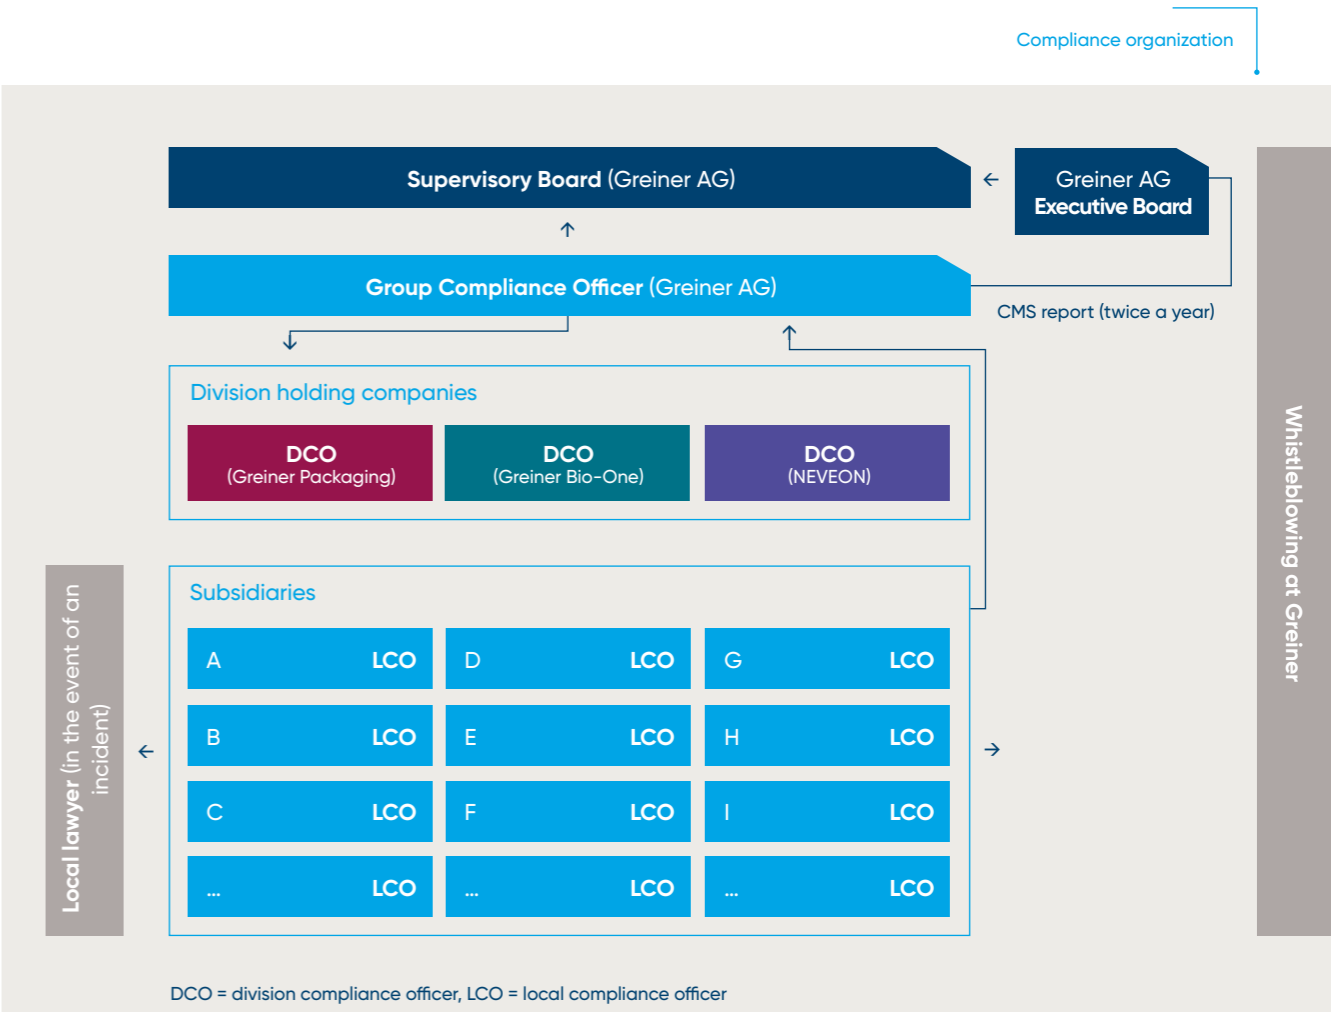 Compliance organization
Supervisory Board (Greiner AG)
Greiner AG
Executive Board
Group Compliance Officer (Greiner AG)
CMS report (twice a year)
Division holding companies
DCO
(Greiner Packaging)
DCO
(Greiner Bio-One)
DCO
(NEVEON)
Whistleblowing at Greiner
Local lawyer (in the event of an
incident)
Subsidiaries
A LCO
D LCO
G LCO
B LCO
E LCO
H LCO
C LCO
F LCO
I LCO
... LCO
... LCO
... LCO
DCO = division compliance officer, LCO = local compliance officer